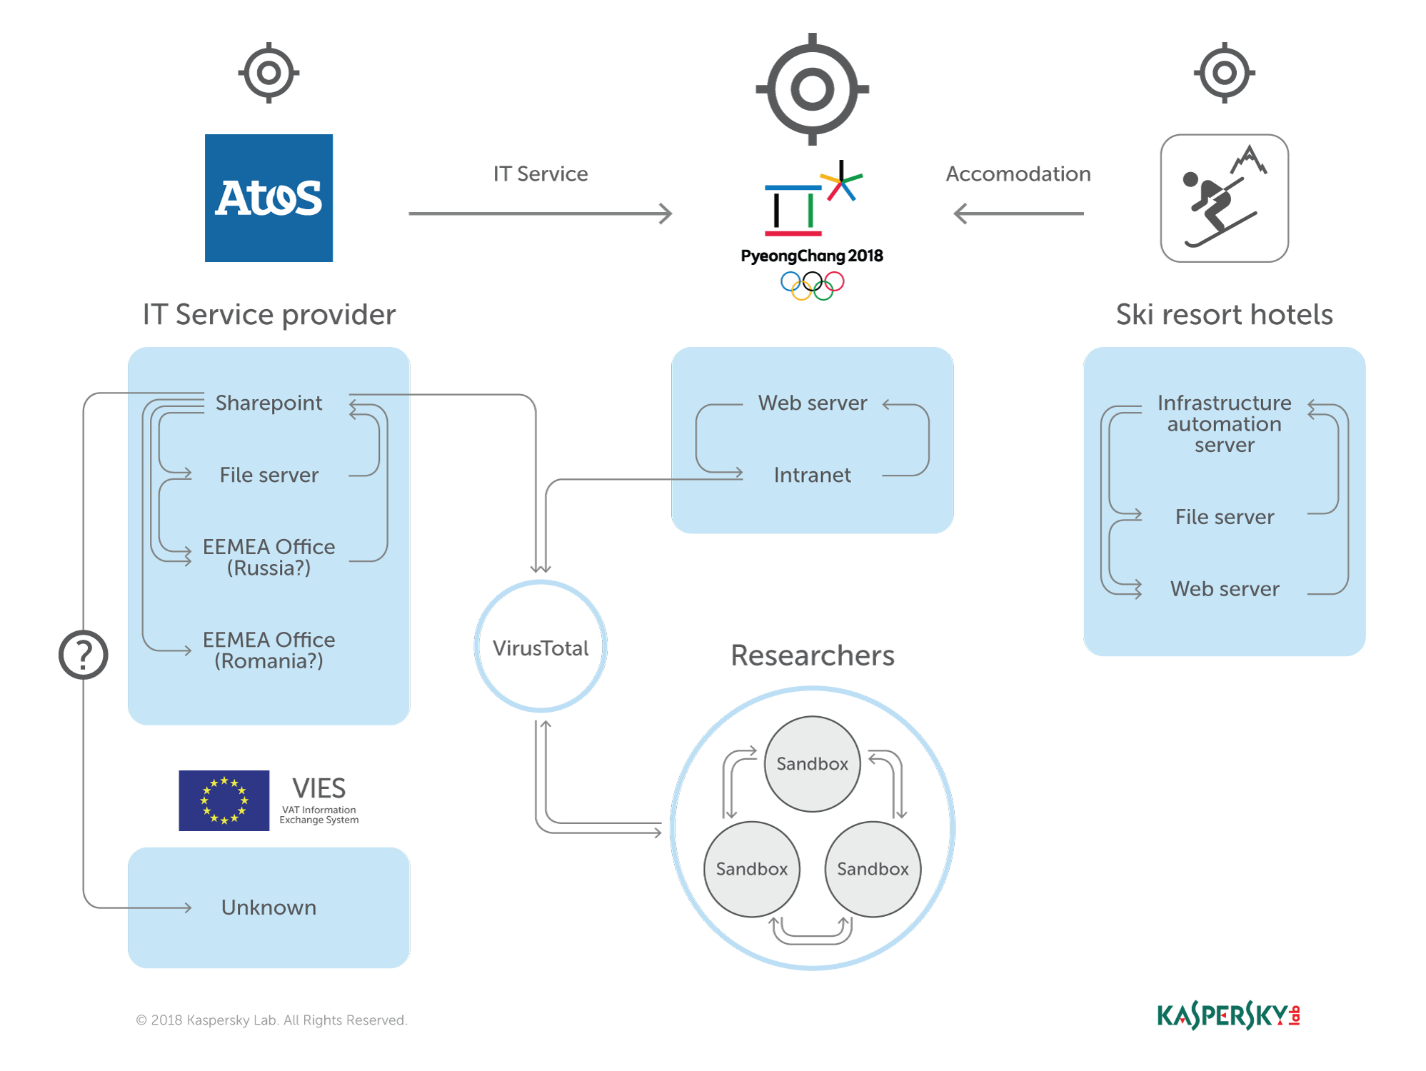 AtoS
IT Service
PyeongChang 2018
Accomodation
IT Service provider
Ski resort hotels
Sharepoint
File server
EEMEA Office
(Russia?)
EEMEA Office
(Romania?)
?
Web server
Intranet
Infrastructure
automation
server
File server
Web server
VirusTotal
Researchers
Sandbox
Sandbox
Sandbox
VIES
VAT Information
Exchange System
Unknown
© 2018 Kaspersky Lab. All Rights Reserved.
KASPERSKY lab